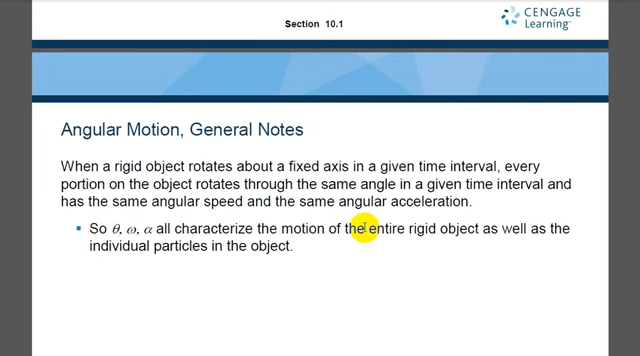 Section 10.1
CENGAGE
Learning™
Angular Motion, General Notes
When a rigid object rotates about a fixed axis in a given time interval, every
portion on the object rotates through the same angle in a given time interval and
has the same angular speed and the same angular acceleration.
▪ So θ, ω, α all characterize the motion of the entire rigid object as well as the
individual particles in the object.